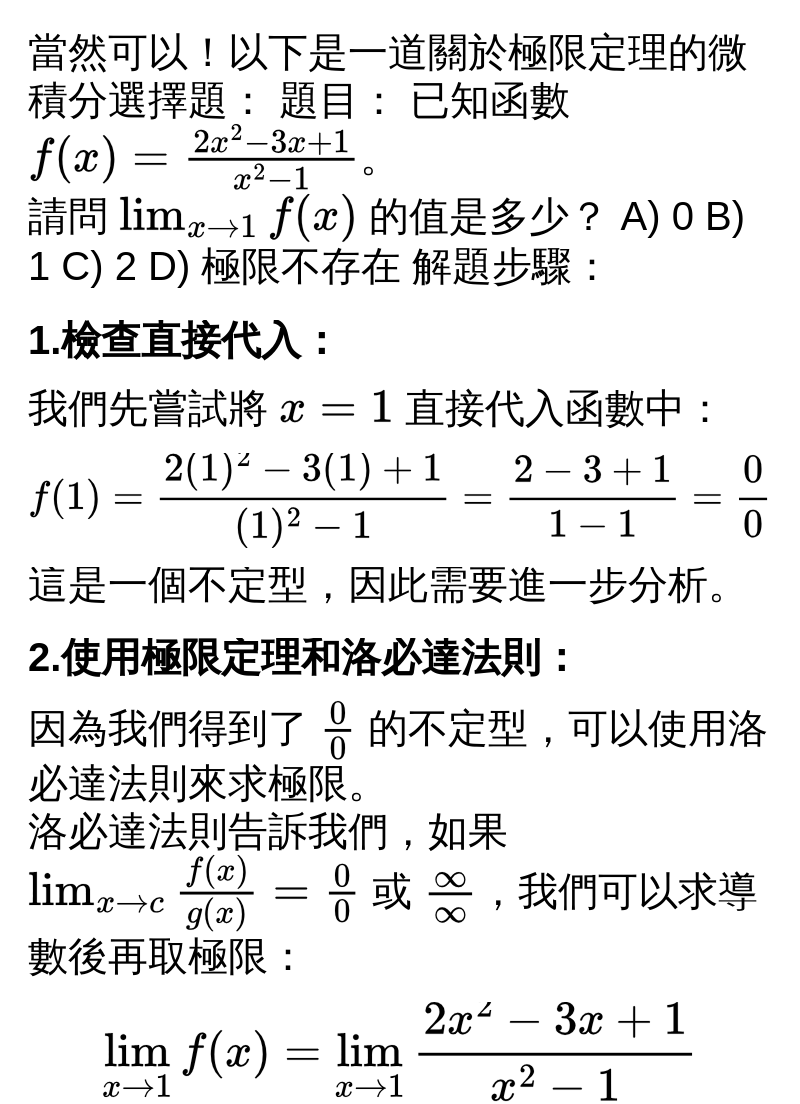 當然可以！以下是一道關於極限定理的微
積分選擇題： 題目： 已知函數
f(x) = \frac{2x^2-3x+1}{x^2-1}。
請問 lim_{x→1} f(x) 的值是多少？ A) 0 B)
1 C) 2 D) 極限不存在 解題步驟：
1.檢查直接代入：
我們先嘗試將 x = 1 直接代入函數中：
f(1) = \frac{2(1)^2 - 3(1) + 1}{(1)^2 - 1} = \frac{2 - 3 + 1}{1 - 1} = \frac{0}{0}
這是一個不定型，因此需要進一步分析。
2.使用極限定理和洛必達法則：
因為我們得到了 \frac{0}{0} 的不定型，可以使用洛
必達法則來求極限。
洛必達法則告訴我們，如果
lim_{x→c} \frac{f(x)}{g(x)} = \frac{0}{0} 或 \frac{∞}{∞}，我們可以求導
數後再取極限：
lim_{x→1} f(x) = lim_{x→1} \frac{2x^2 - 3x + 1}{x^2 - 1}